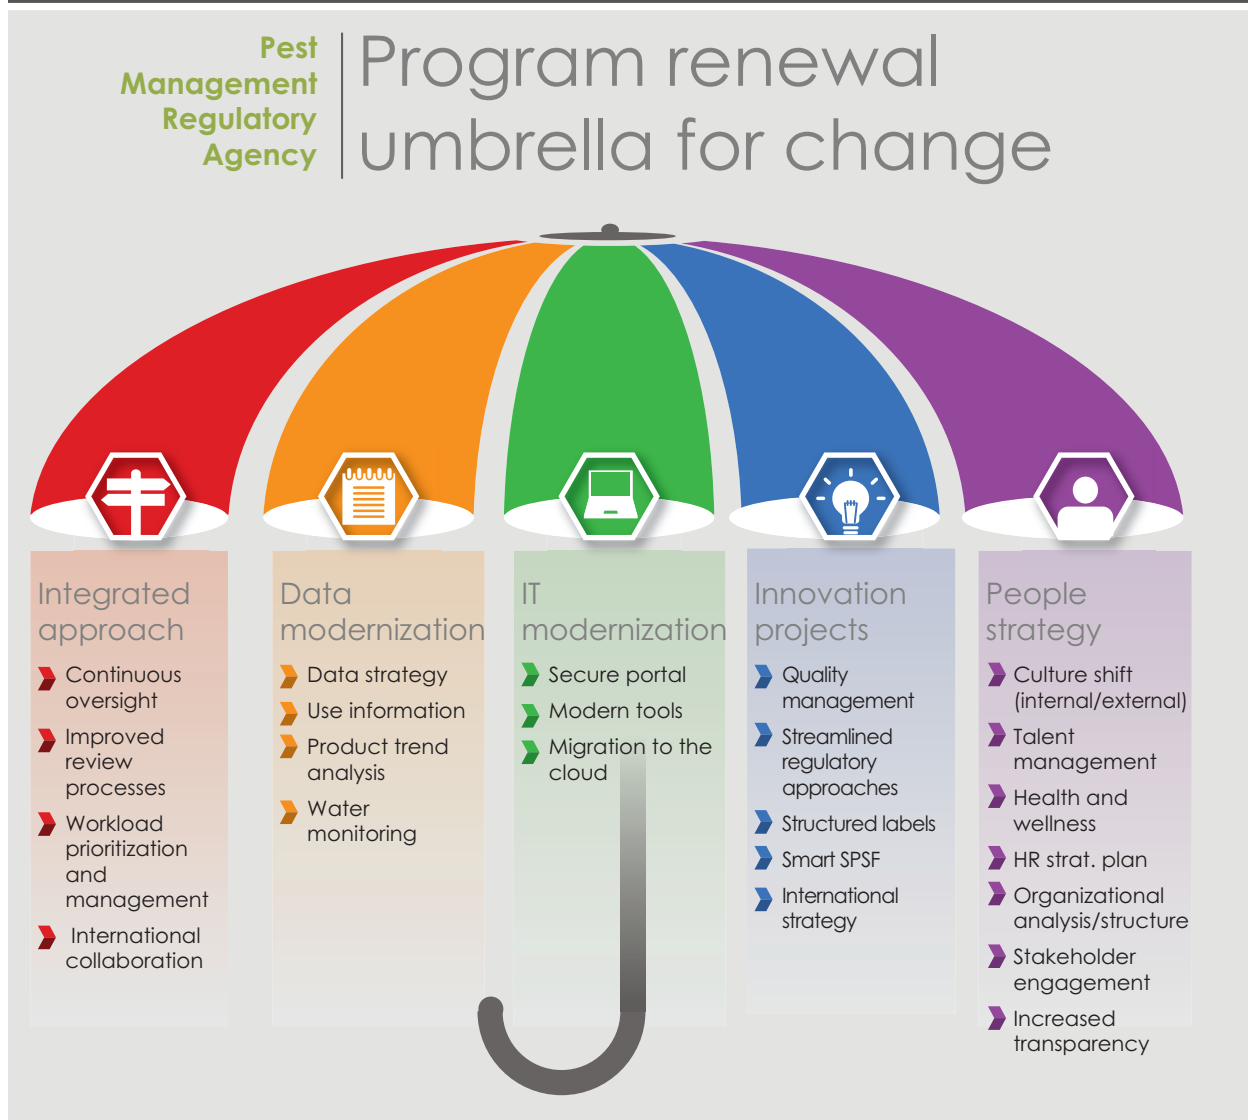 Pest
Management
Regulatory
Agency
Program renewal
umbrella for change
Integrated
approach
Continuous
oversight
Improved
review
processes
Workload
prioritization
and
management
International
collaboration
Data
modernization
Data strategy
Use information
Product trend
analysis
Water
monitoring
IT
modernization
Secure portal
Modern tools
Migration to the
cloud
Innovation
projects
Quality
management
Streamlined
regulatory
approaches
Structured labels
Smart SPSF
International
strategy
People
strategy
Culture shift
(internal/external)
Talent
management
Health and
wellness
HR strat. plan
Organizational
analysis/structure
Stakeholder
engagement
Increased
transparency